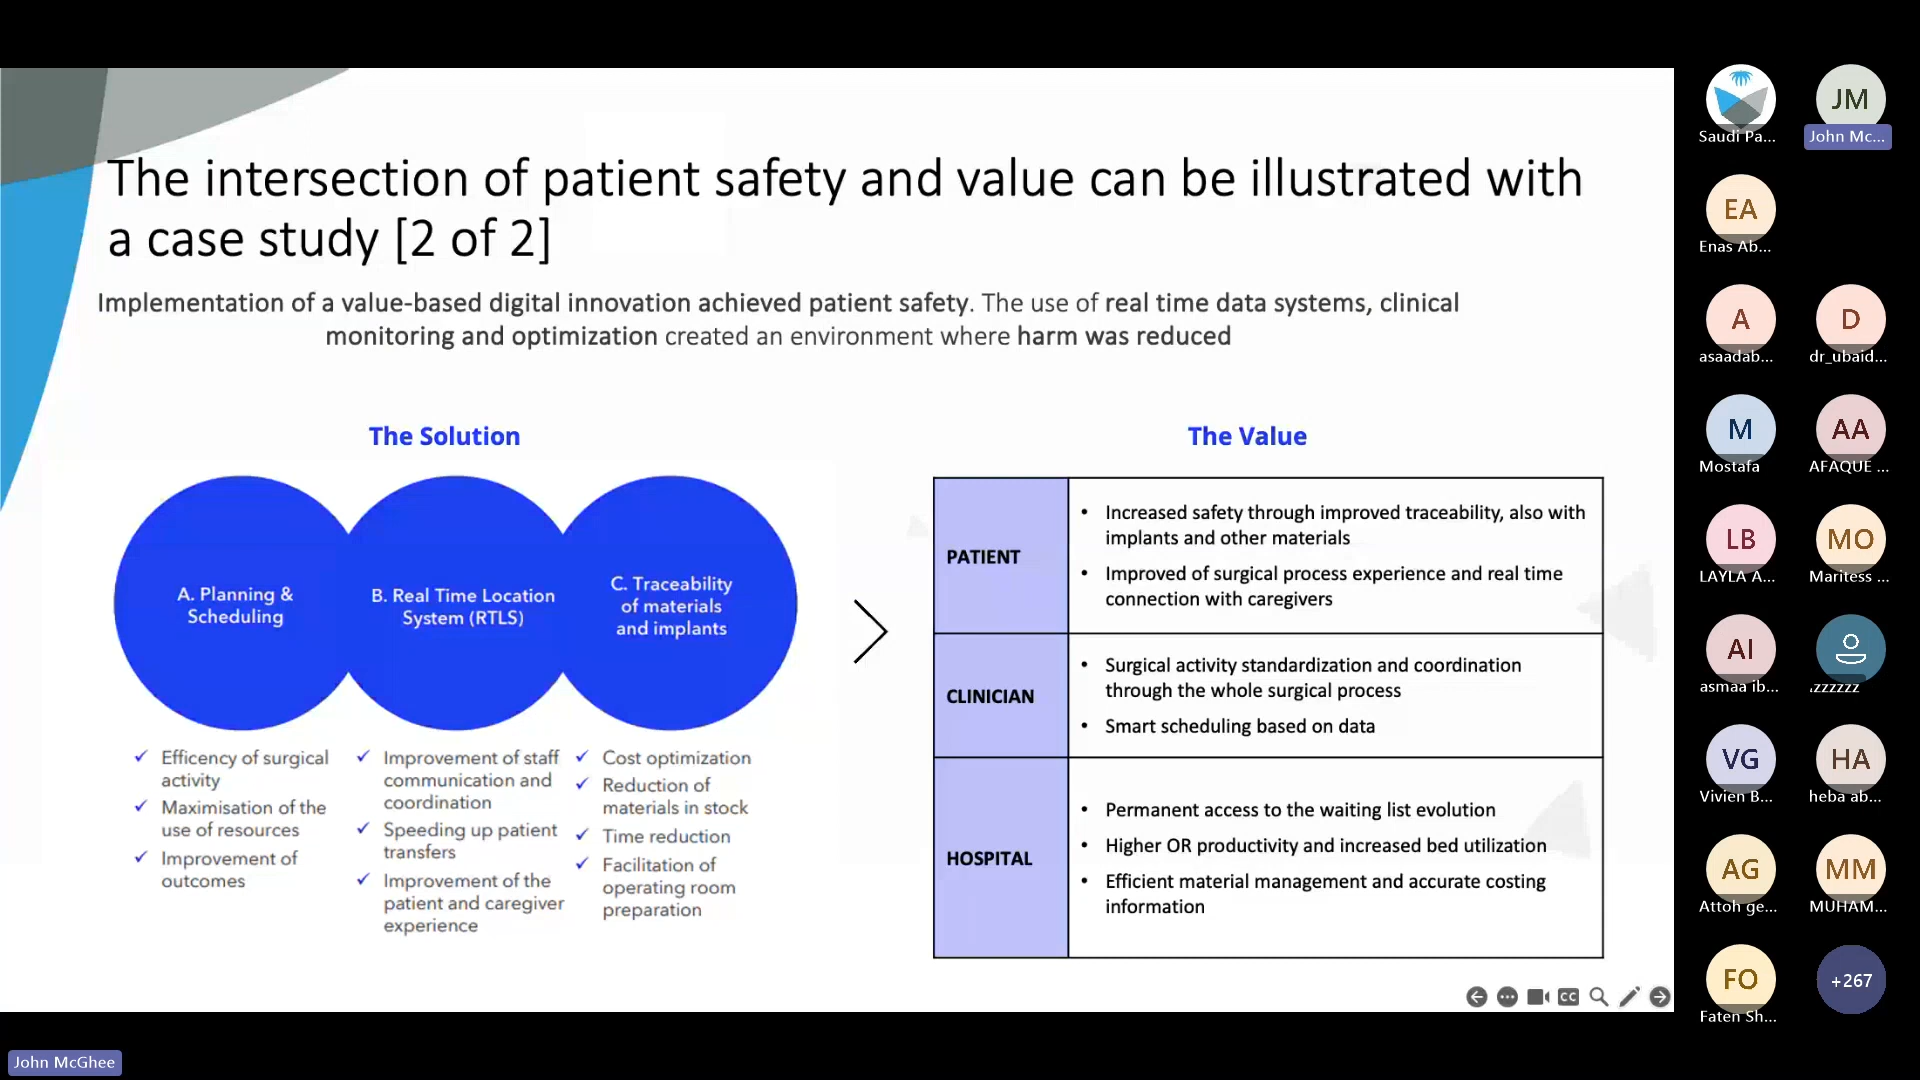 The intersection of patient safety and value can be illustrated with
a case study [2 of 2]
Implementation of a value-based digital innovation achieved patient safety. The use of real time data systems, clinical
monitoring and optimization created an environment where harm was reduced
The Solution
A. Planning &
Scheduling
B. Real Time Location
System (RTLS)
C. Traceability
of materials
and implants
Efficency of surgical
activity
Maximisation of the
use of resources
Improvement of
outcomes
Improvement of staff
communication and
coordination
Speeding up patient
transfers
Improvement of the
patient and caregiver
experience
Cost optimization
Reduction of
materials in stock
Time reduction
Facilitation of
operating room
preparation
The Value
PATIENT
• Increased safety through improved traceability, also with
implants and other materials
• Improved of surgical process experience and real time
connection with caregivers
CLINICIAN
• Surgical activity standardization and coordination
through the whole surgical process
• Smart scheduling based on data
HOSPITAL
• Permanent access to the waiting list evolution
• Higher OR productivity and increased bed utilization
• Efficient material management and accurate costing
information
CC
Saudi Pa...
JM
John Mc...
EA
Enas Ab...
A
asaadab...
D
dr_ubaid...
M
Mostafa
AA
AFAQUE ...
LB
LAYLA A...
MO
Maritess ...
AI
asmaa ib...
.zzzzzz
VG
Vivien B...
HA
heba ab...
AG
Attoh ge...
MM
MUHAM...
FO
Faten Sh...
+267
John McGhee